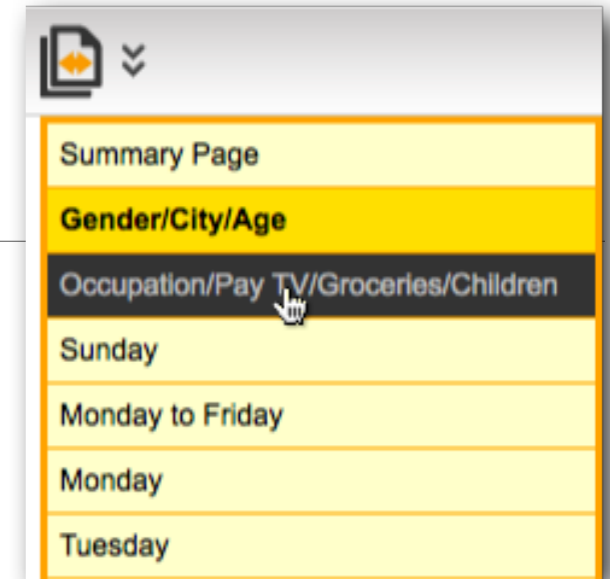 Summary Page
Gender/City/Age
Occupation/Pay TV/Groceries/Children
Sunday
Monday to Friday
Monday
Tuesday